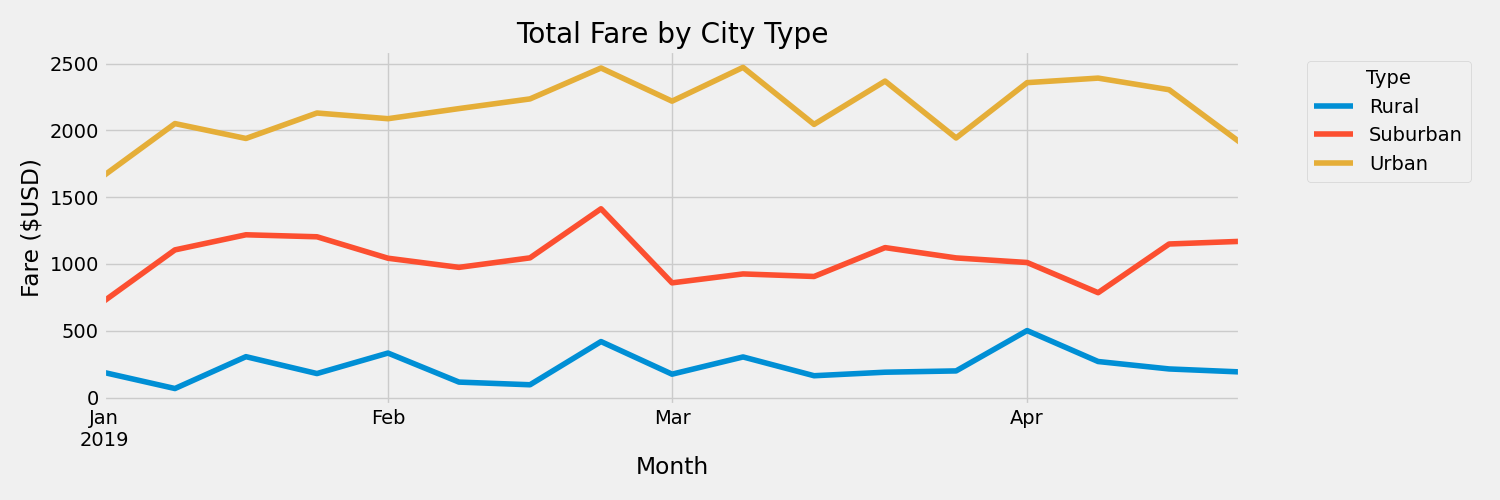 Total Fare by City Type
Fare ($USD)
2500
2000
1500
1000
500
0
Jan
2019
Feb
Mar
Apr
Month
Type
Rural
Suburban
Urban